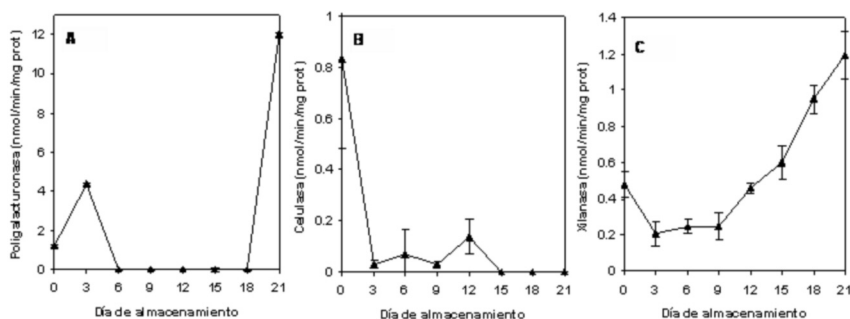 A
Poligalacturonasa (nmol/min/mg prot)
12
10
8
6
4
2
0
0 3 6 9 12 15 18 21
Día de almacenamiento
B
Celulasa (nmol/min/mg prot)
1
0.8
0.6
0.4
0.2
0
0 3 6 9 12 15 18 21
Día de almacenamiento
C
Xilanasa (nmol/min/mg prot)
1.4
1.2
1
0.8
0.6
0.4
0.2
0
0 3 6 9 12 15 18 21
Día de almacenamiento